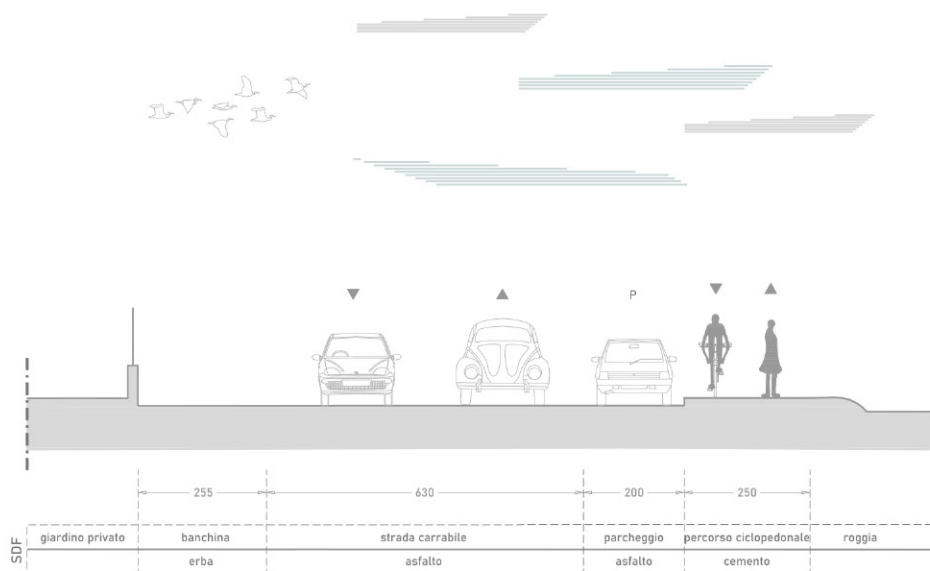 P
255 630 200 250
SDF
giardino privato banchina strada carrabile parcheggio percorso ciclopedonale roggia
erba asfalto asfalto cemento